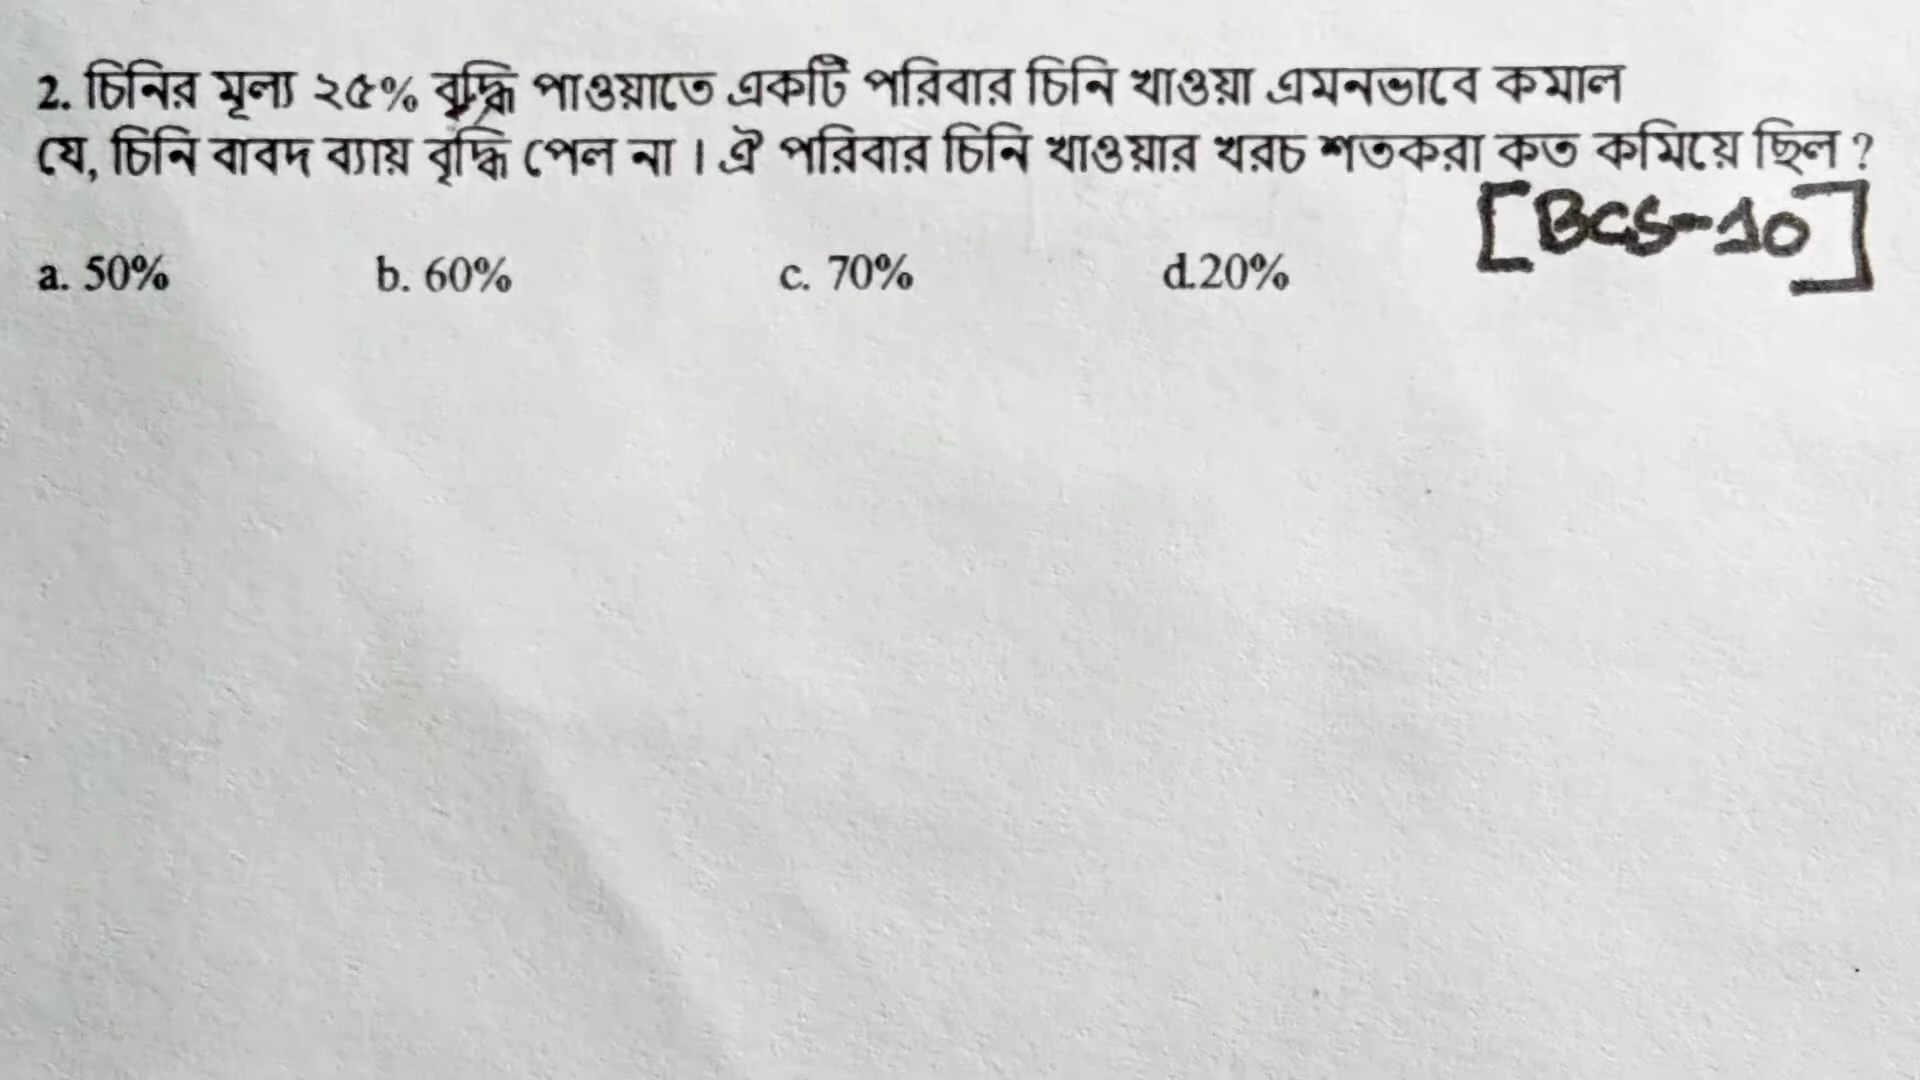 2. চিনির মূল্য ২৫% বৃদ্ধি পাওয়াতে একটি পরিবার চিনি খাওয়া এমনভাবে কমাল
যে, চিনি বাবদ ব্যায় বৃদ্ধি পেল না। ঐ পরিবার চিনি খাওয়ার খরচ শতকরা কত কমিয়ে ছিল?
[BCS-10]
a. 50% b. 60% c. 70% d.20%